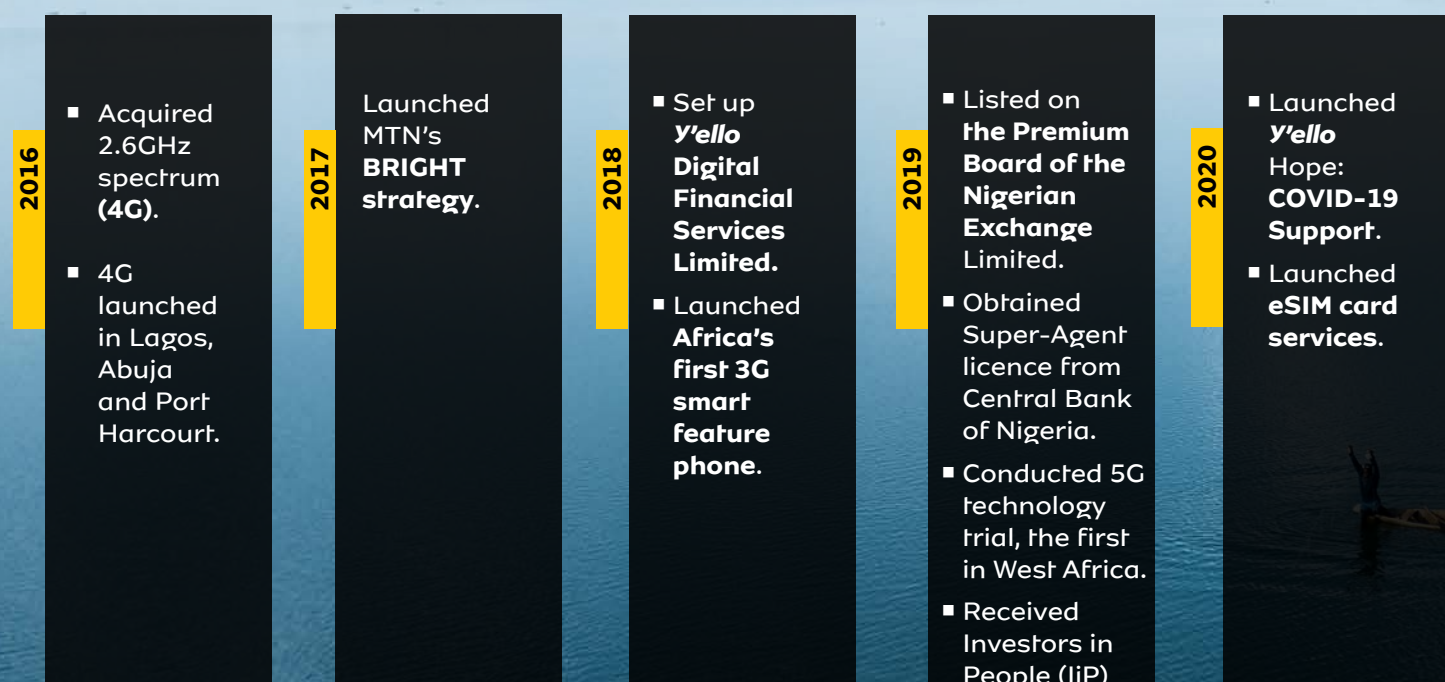 2016
Acquired
2.6GHz
spectrum
(4G).
4G
launched
in Lagos,
Abuja
and Port
Harcourt.
2017
Launched
MTN's
BRIGHT
strategy.
2018
Set up
Y'ello
Digital
Financial
Services
Limited.
Launched
Africa's
first 3G
smart
feature
phone.
2019
Listed on
the Premium
Board of the
Nigerian
Exchange
Limited.
Obtained
Super-Agent
licence from
Central Bank
of Nigeria.
Conducted 5G
technology
trial, the first
in West Africa.
Received
Investors in
People (IiP)
2020
Launched
Y'ello
Hope:
COVID-19
Support.
Launched
eSIM card
services.